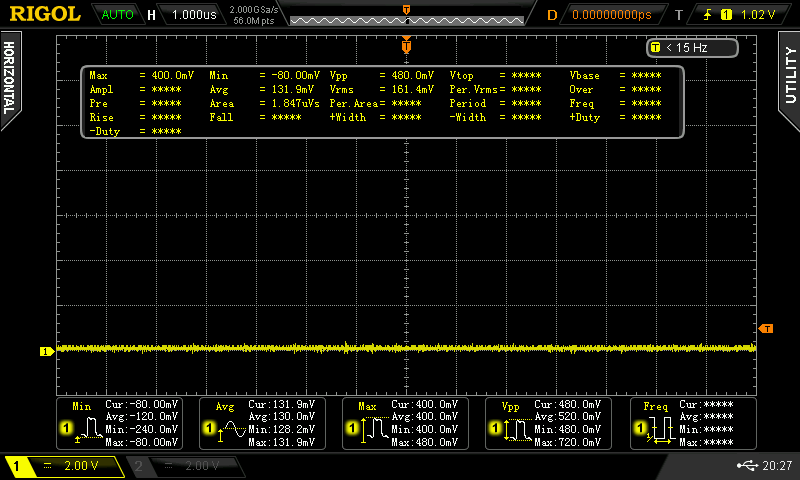 RIGOL AUTO H 1.000us 2.000GSa/s 56.0M pts T D 0.00000000ps T 1 1.02 V
HORIZONTAL
UTILITY
T
T < 15 Hz
Max = 400.0mV Min = -80.00mV Vpp = 480.0mV Vtop = ***** Vbase = *****
Ampl = ***** Avg = 131.9mV Vrms = 161.4mV Per.Vrms= ***** Over = *****
Pre = ***** Area = 1.847uVs Per.Area= ***** Period = ***** Freq = *****
Rise = ***** Fall = ***** +Width = ***** -Width = ***** +Duty = *****
-Duty = *****
T
1
Min Cur:-80.00mV Avg Cur:131.9mV Max Cur:400.0mV Vpp Cur:480.0mV Freq Cur:*****
Avg:-120.0mV Avg:130.0mV Avg:400.0mV Avg:520.0mV Avg:*****
1 Min:-240.0mV 1 Min:128.2mV 1 Min:400.0mV 1 Min:480.0mV 1 Min:*****
Max:-80.00mV Max:131.9mV Max:480.0mV Max:720.0mV Max:*****
1 2.00 V 2 2.00 V 20:27